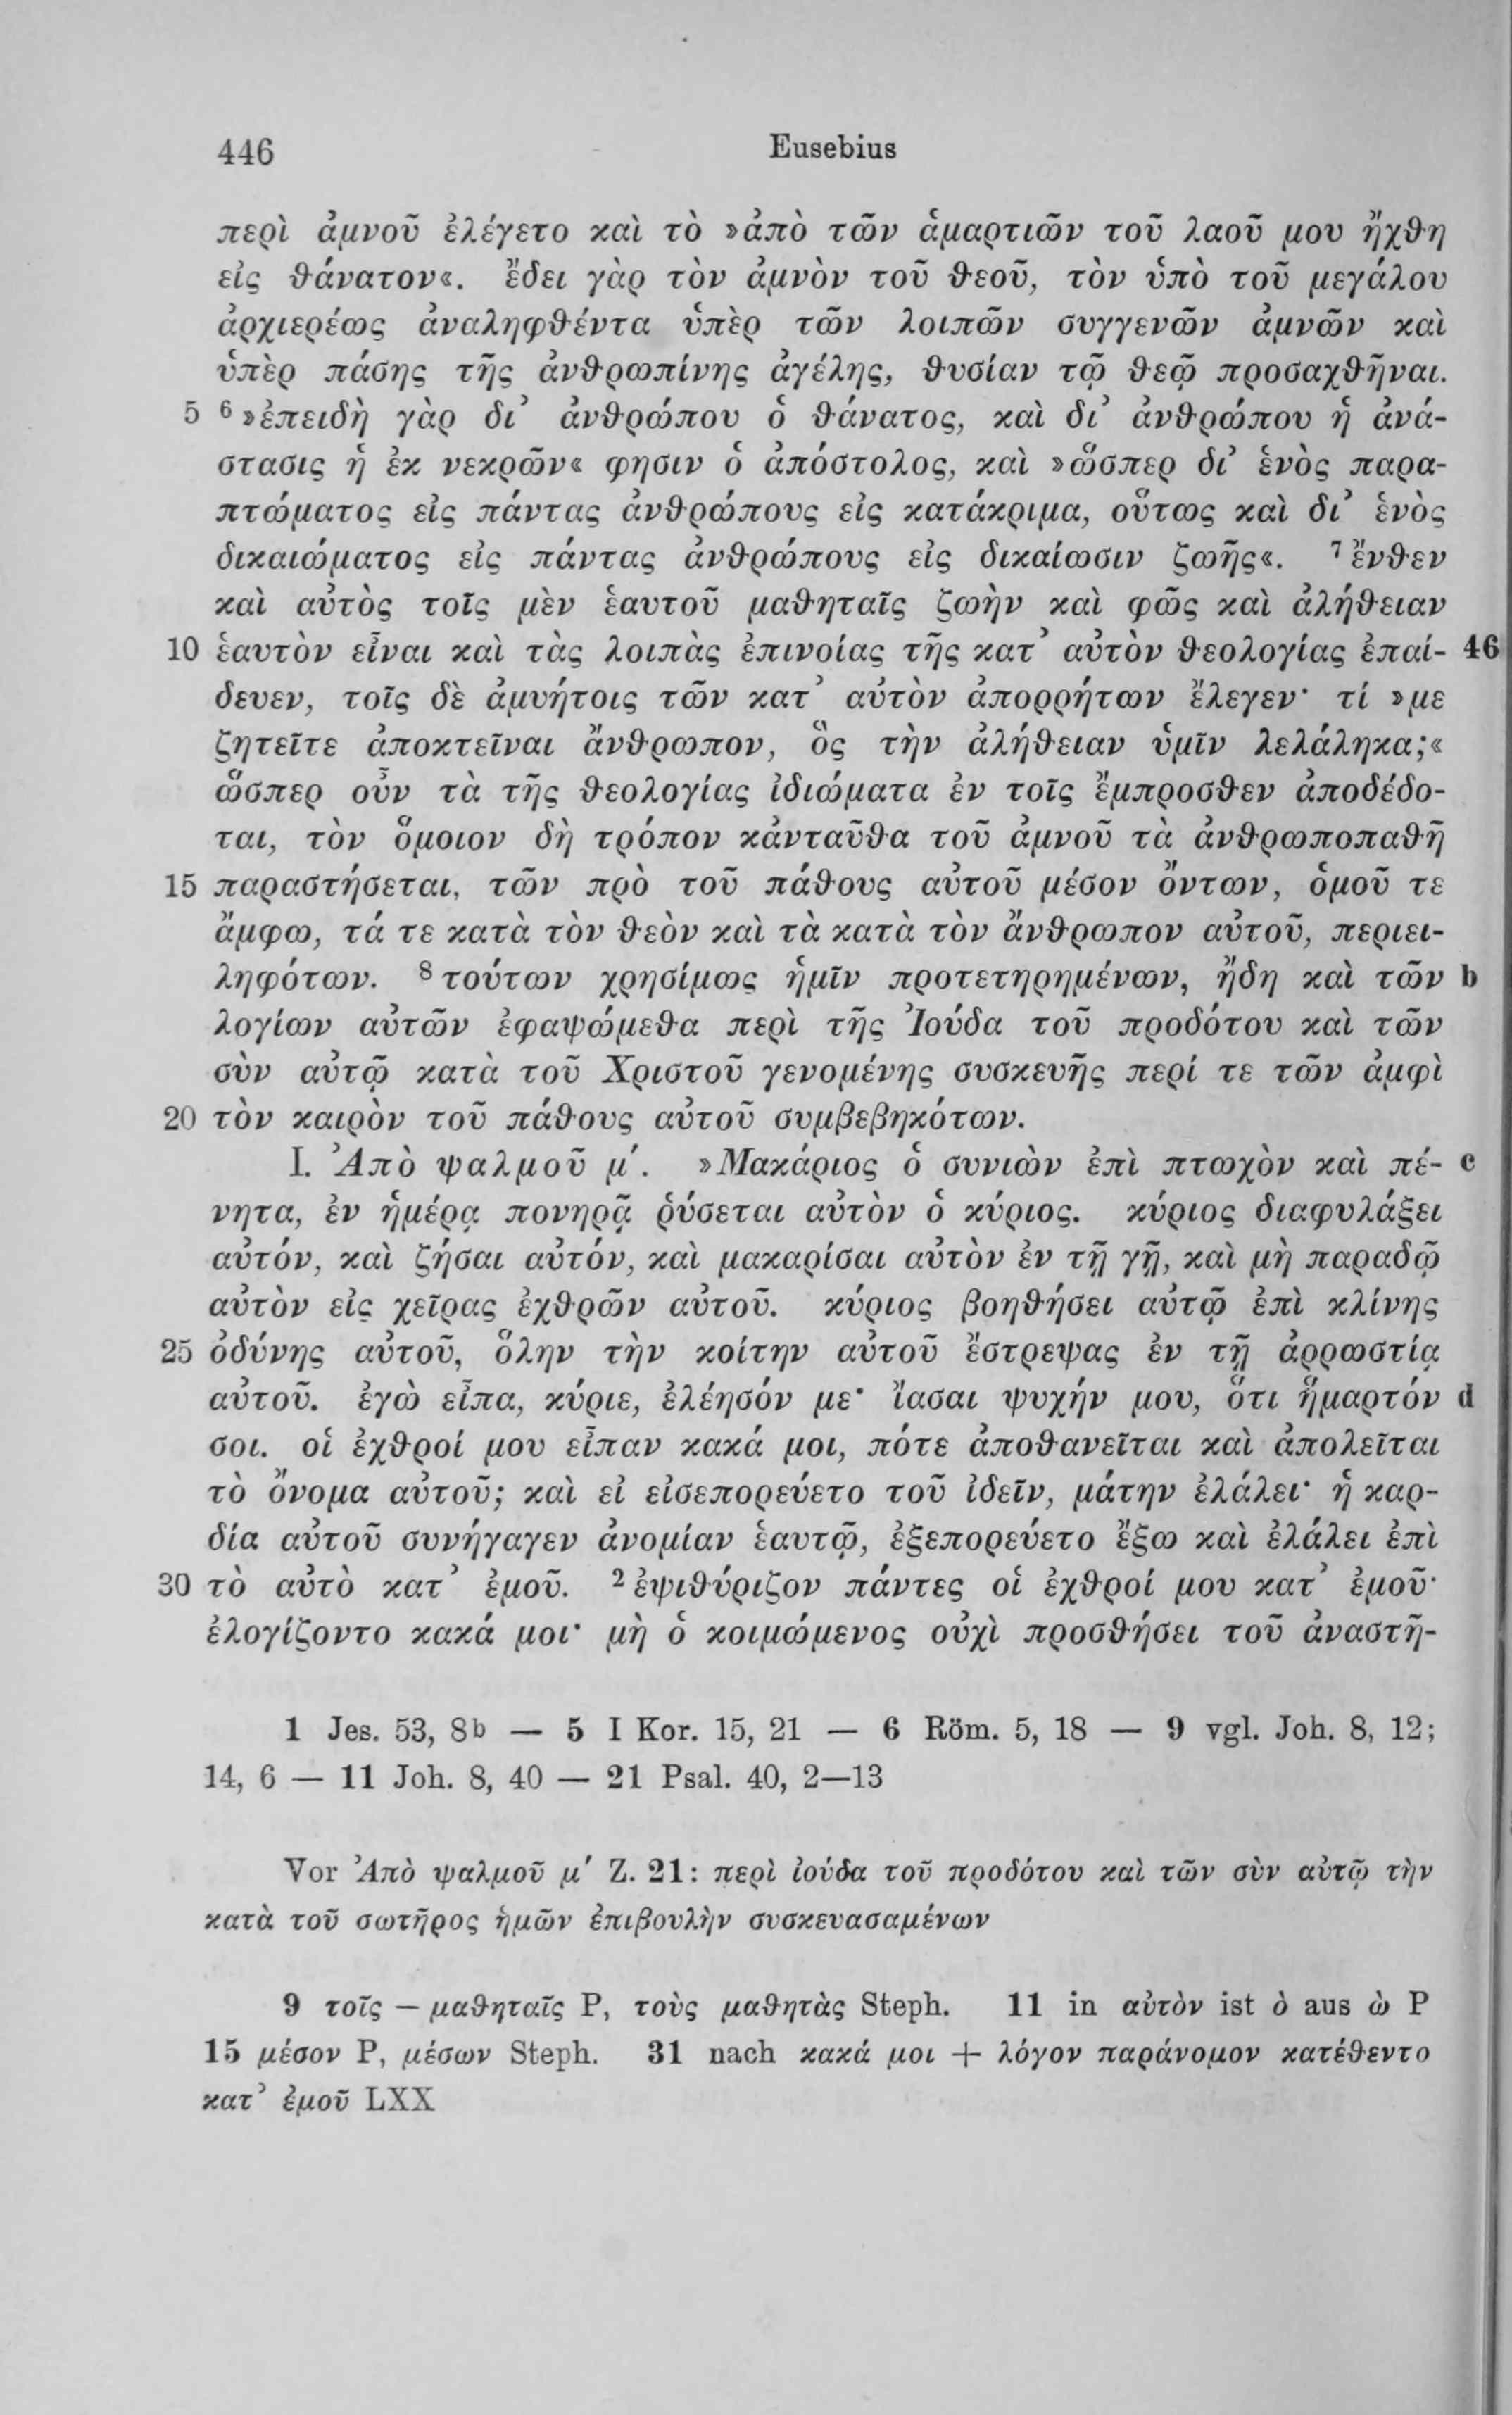 446 Eusebius
περὶ ἀμνοῦ ἐλέγετο καὶ τὸ »ἀπὸ τῶν ἁμαρτιῶν τοῦ λαοῦ μου ἤχθη
εἰς θάνατον«. ἔδει γὰρ τὸν ἀμνὸν τοῦ θεοῦ, τὸν ὑπὸ τοῦ μεγάλου
ἀρχιερέως ἀναληφθέντα ὑπὲρ τῶν λοιπῶν συγγενῶν ἀμνῶν καὶ
ὑπὲρ πάσης τῆς ἀνθρωπίνης ἀγέλης, θυσίαν τῷ θεῷ προσαχθῆναι.
5 ⁶ »ἐπειδὴ γὰρ δι᾽ ἀνθρώπου ὁ θάνατος, καὶ δι᾽ ἀνθρώπου ἡ ἀνά-
στασις ἡ ἐκ νεκρῶν« φησιν ὁ ἀπόστολος, καὶ »ὥσπερ δι᾽ ἑνὸς παρα-
πτώματος εἰς πάντας ἀνθρώπους εἰς κατάκριμα, οὕτως καὶ δι᾽ ἑνὸς
δικαιώματος εἰς πάντας ἀνθρώπους εἰς δικαίωσιν ζωῆς«. ⁷ ἔνθεν
καὶ αὐτὸς τοῖς μὲν ἑαυτοῦ μαθηταῖς ζωὴν καὶ φῶς καὶ ἀλήθειαν
10 ἑαυτὸν εἶναι καὶ τὰς λοιπὰς ἐπινοίας τῆς κατ᾽ αὐτὸν θεολογίας ἐπαί- 46
δευεν, τοῖς δὲ ἀμυήτοις τῶν κατ᾽ αὐτὸν ἀπορρήτων ἔλεγεν· τί »με
ζητεῖτε ἀποκτεῖναι ἄνθρωπον, ὃς τὴν ἀλήθειαν ὑμῖν λελάληκα;«
ὥσπερ οὖν τὰ τῆς θεολογίας ἰδιώματα ἐν τοῖς ἔμπροσθεν ἀποδέδο-
ται, τὸν ὅμοιον δὴ τρόπον κἀνταῦθα τοῦ ἀμνοῦ τὰ ἀνθρωποπαθῆ
15 παραστήσεται, τῶν πρὸ τοῦ πάθους αὐτοῦ μέσον ὄντων, ὁμοῦ τε
ἄμφω, τά τε κατὰ τὸν θεὸν καὶ τὰ κατὰ τὸν ἄνθρωπον αὐτοῦ, περιει-
ληφότων. ⁸ τούτων χρησίμως ἡμῖν προτετηρημένων, ἤδη καὶ τῶν b
λογίων αὐτῶν ἐφαψώμεθα περὶ τῆς Ἰούδα τοῦ προδότου καὶ τῶν
σὺν αὐτῷ κατὰ τοῦ Χριστοῦ γενομένης συσκευῆς περί τε τῶν ἀμφὶ
20 τὸν καιρὸν τοῦ πάθους αὐτοῦ συμβεβηκότων.
I. Ἀπὸ ψαλμοῦ μ΄. »Μακάριος ὁ συνιὼν ἐπὶ πτωχὸν καὶ πέ- c
νητα, ἐν ἡμέρᾳ πονηρᾷ ῥύσεται αὐτὸν ὁ κύριος. κύριος διαφυλάξει
αὐτόν, καὶ ζήσαι αὐτόν, καὶ μακαρίσαι αὐτὸν ἐν τῇ γῇ, καὶ μὴ παραδῷ
αὐτὸν εἰς χεῖρας ἐχθρῶν αὐτοῦ. κύριος βοηθήσει αὐτῷ ἐπὶ κλίνης
25 ὀδύνης αὐτοῦ, ὅλην τὴν κοίτην αὐτοῦ ἔστρεψας ἐν τῇ ἀρρωστίᾳ
αὐτοῦ. ἐγὼ εἶπα, κύριε, ἐλέησόν με· ἴασαι ψυχήν μου, ὅτι ἥμαρτόν d
σοι. οἱ ἐχθροί μου εἶπαν κακά μοι, πότε ἀποθανεῖται καὶ ἀπολεῖται
τὸ ὄνομα αὐτοῦ; καὶ εἰ εἰσεπορεύετο τοῦ ἰδεῖν, μάτην ἐλάλει· ἡ καρ-
δία αὐτοῦ συνήγαγεν ἀνομίαν ἑαυτῷ, ἐξεπορεύετο ἔξω καὶ ἐλάλει ἐπὶ
30 τὸ αὐτὸ κατ᾽ ἐμοῦ. ² ἐψιθύριζον πάντες οἱ ἐχθροί μου κατ᾽ ἐμοῦ·
ἐλογίζοντο κακά μοι· μὴ ὁ κοιμώμενος οὐχὶ προσθήσει τοῦ ἀναστῆ-
1 Jes. 53, 8b — 5 I Kor. 15, 21 — 6 Röm. 5, 18 — 9 vgl. Joh. 8, 12;
14, 6 — 11 Joh. 8, 40 — 21 Psal. 40, 2—13
Vor Ἀπὸ ψαλμοῦ μ΄ Z. 21: περὶ ἰούδα τοῦ προδότου καὶ τῶν σὺν αὐτῷ τὴν
κατὰ τοῦ σωτῆρος ἡμῶν ἐπιβουλὴν συσκευασαμένων
9 τοῖς — μαθηταῖς P, τοὺς μαθητὰς Steph. 11 in αὐτὸν ist ὸ aus ὼ P
15 μέσον P, μέσων Steph. 31 nach κακά μοι + λόγον παράνομον κατέθεντο
κατ᾽ ἐμοῦ LXX